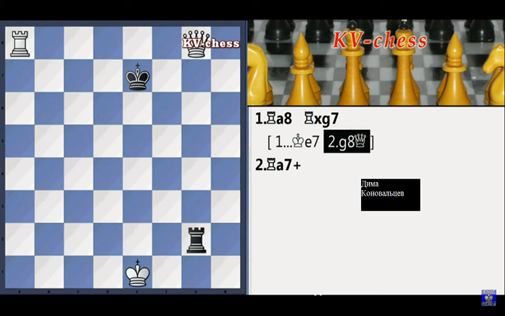 KV-chess
KV-chess
1.♖a8 ♖xg7
[ 1...♔e7 2.g8♕ ]
2.♖a7+
Дима
Коновальцев